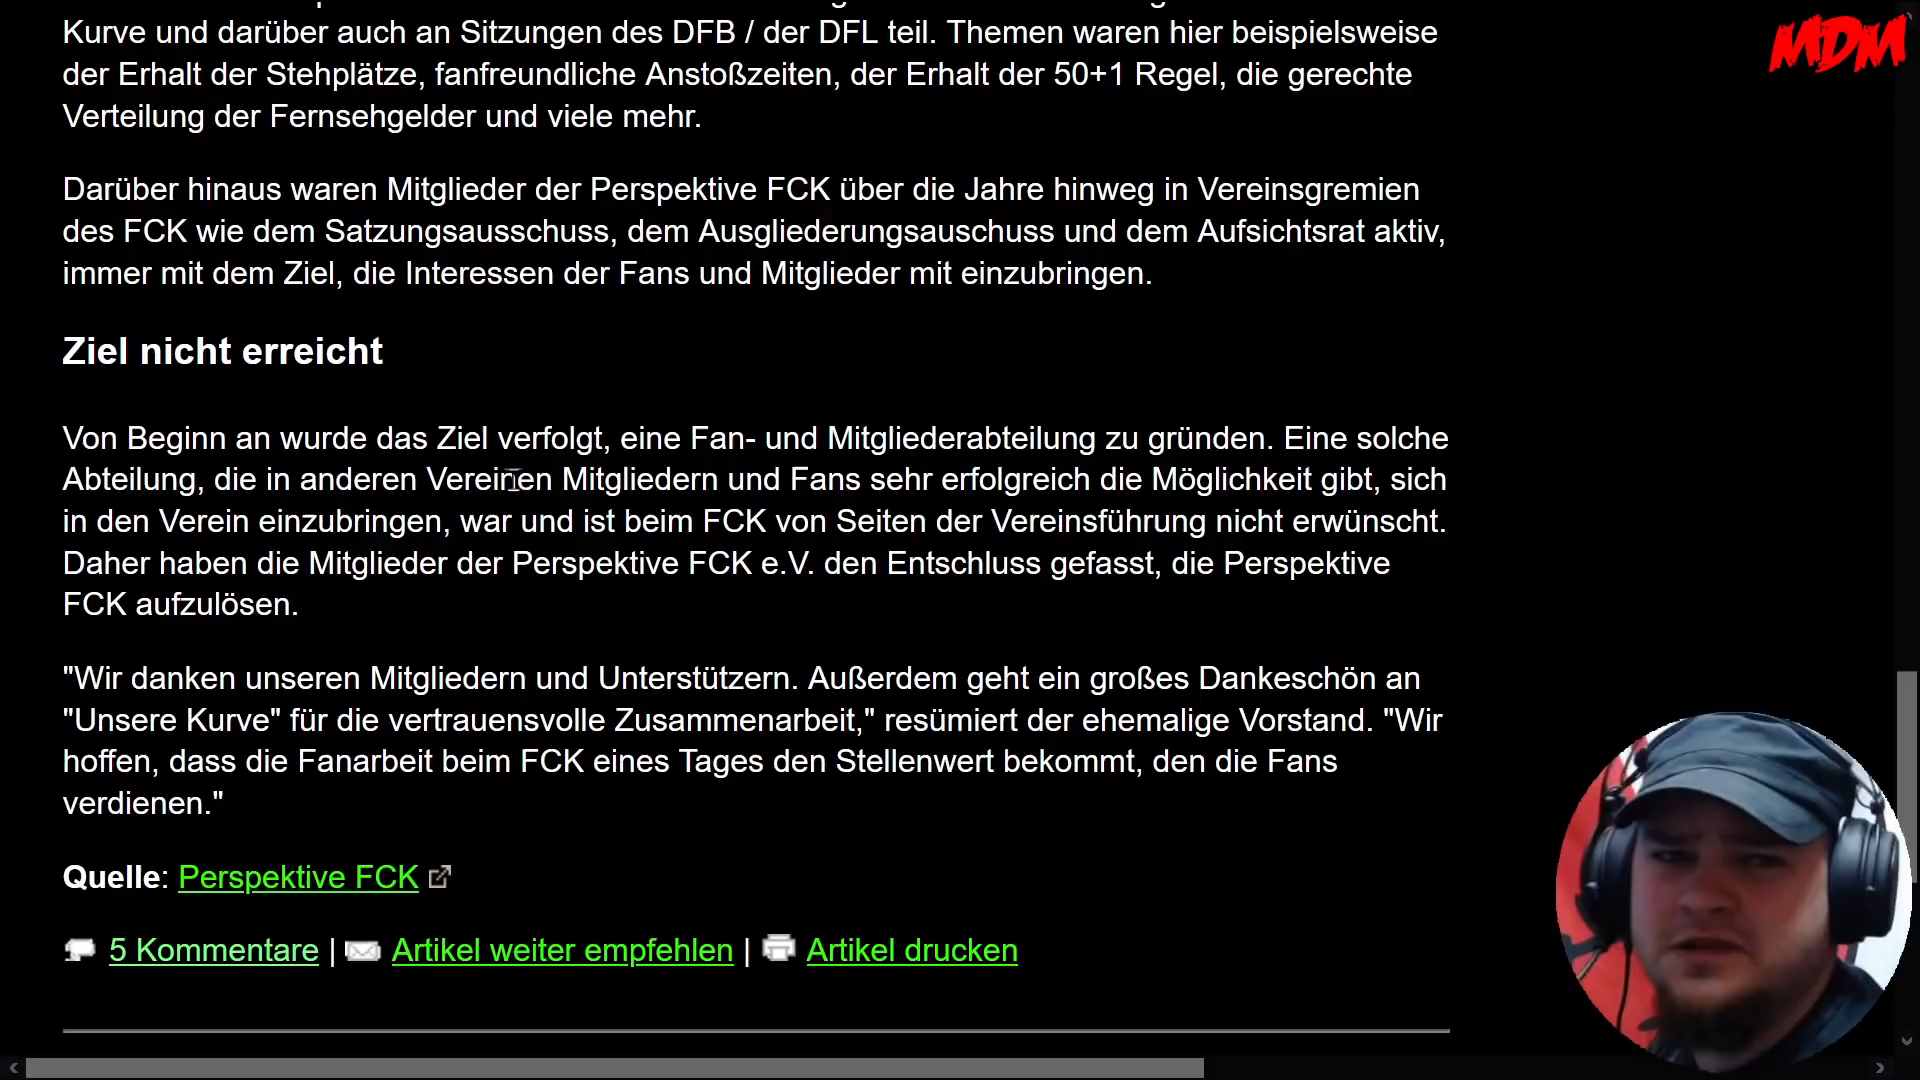 Kurve und darüber auch an Sitzungen des DFB / der DFL teil. Themen waren hier beispielsweise
der Erhalt der Stehplätze, fanfreundliche Anstoßzeiten, der Erhalt der 50+1 Regel, die gerechte
Verteilung der Fernsehgelder und viele mehr.
MDM
Darüber hinaus waren Mitglieder der Perspektive FCK über die Jahre hinweg in Vereinsgremien
des FCK wie dem Satzungsausschuss, dem Ausgliederungsauschuss und dem Aufsichtsrat aktiv,
immer mit dem Ziel, die Interessen der Fans und Mitglieder mit einzubringen.
Ziel nicht erreicht
Von Beginn an wurde das Ziel verfolgt, eine Fan- und Mitgliederabteilung zu gründen. Eine solche
Abteilung, die in anderen Vereinen Mitgliedern und Fans sehr erfolgreich die Möglichkeit gibt, sich
in den Verein einzubringen, war und ist beim FCK von Seiten der Vereinsführung nicht erwünscht.
Daher haben die Mitglieder der Perspektive FCK e.V. den Entschluss gefasst, die Perspektive
FCK aufzulösen.
"Wir danken unseren Mitgliedern und Unterstützern. Außerdem geht ein großes Dankeschön an
"Unsere Kurve" für die vertrauensvolle Zusammenarbeit," resümiert der ehemalige Vorstand. "Wir
hoffen, dass die Fanarbeit beim FCK eines Tages den Stellenwert bekommt, den die Fans
verdienen."
Quelle: Perspektive FCK
5 Kommentare | Artikel weiter empfehlen | Artikel drucken